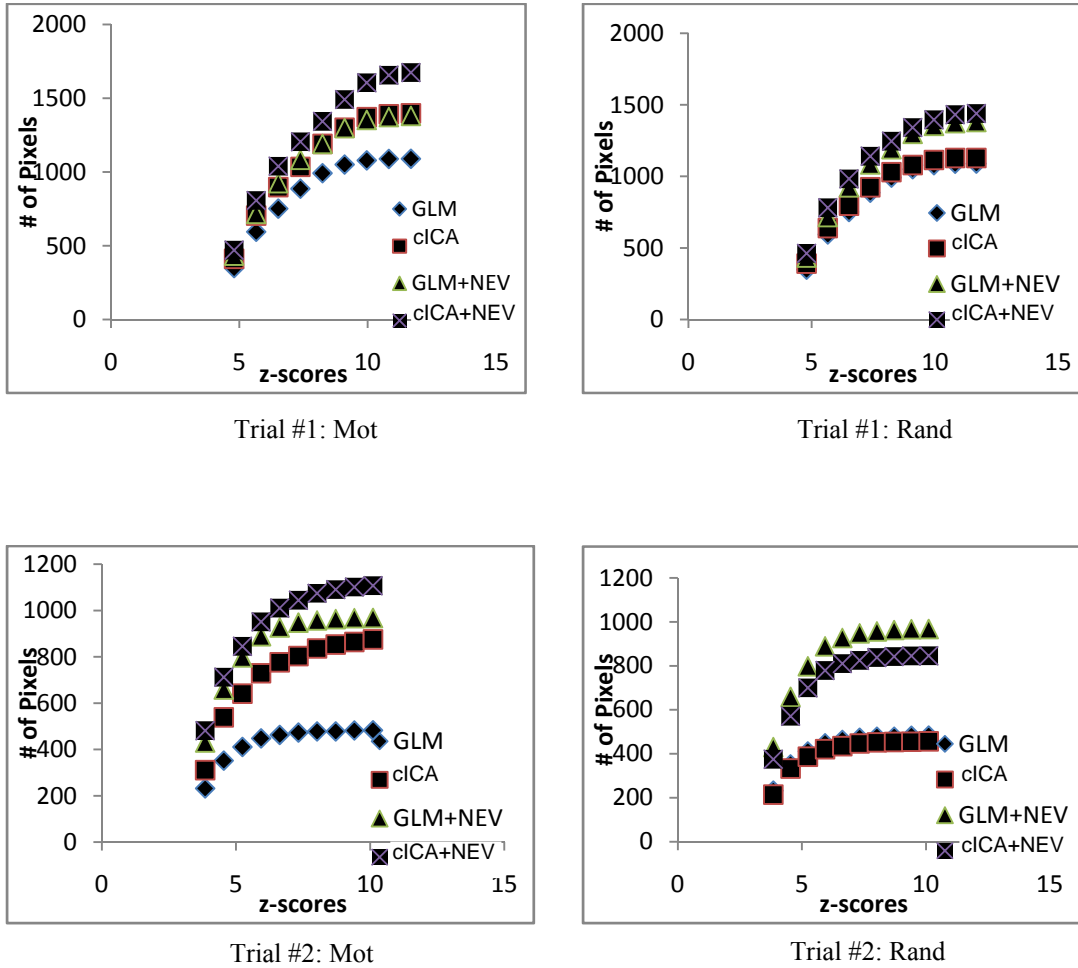 2000
1500
1000
500
0
# of Pixels
GLM
cICA
GLM+NEV
cICA+NEV
0 5 10 15
z-scores
Trial #1: Mot
2000
1500
1000
500
0
# of Pixels
GLM
cICA
GLM+NEV
cICA+NEV
0 5 10 15
z-scores
Trial #1: Rand
1200
1000
800
600
400
200
0
# of Pixels
GLM
cICA
GLM+NEV
cICA+NEV
0 5 10 15
z-scores
Trial #2: Mot
1200
1000
800
600
400
200
0
# of Pixels
GLM
cICA
GLM+NEV
cICA+NEV
0 5 10 15
z-scores
Trial #2: Rand